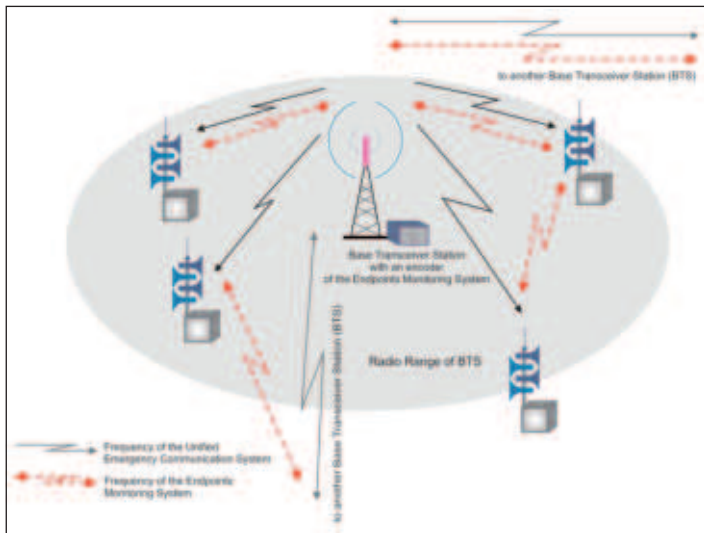 to another Base Transceiver Station (BTS)
Base Transceiver Station
with an encoder
of the Endpoints Monitoring System
to another Base Transceiver Station (BTS)
Radio Range of BTS
Frequency of the Unified
Emergency Communication System
Frequency of the Endpoints
Monitoring System